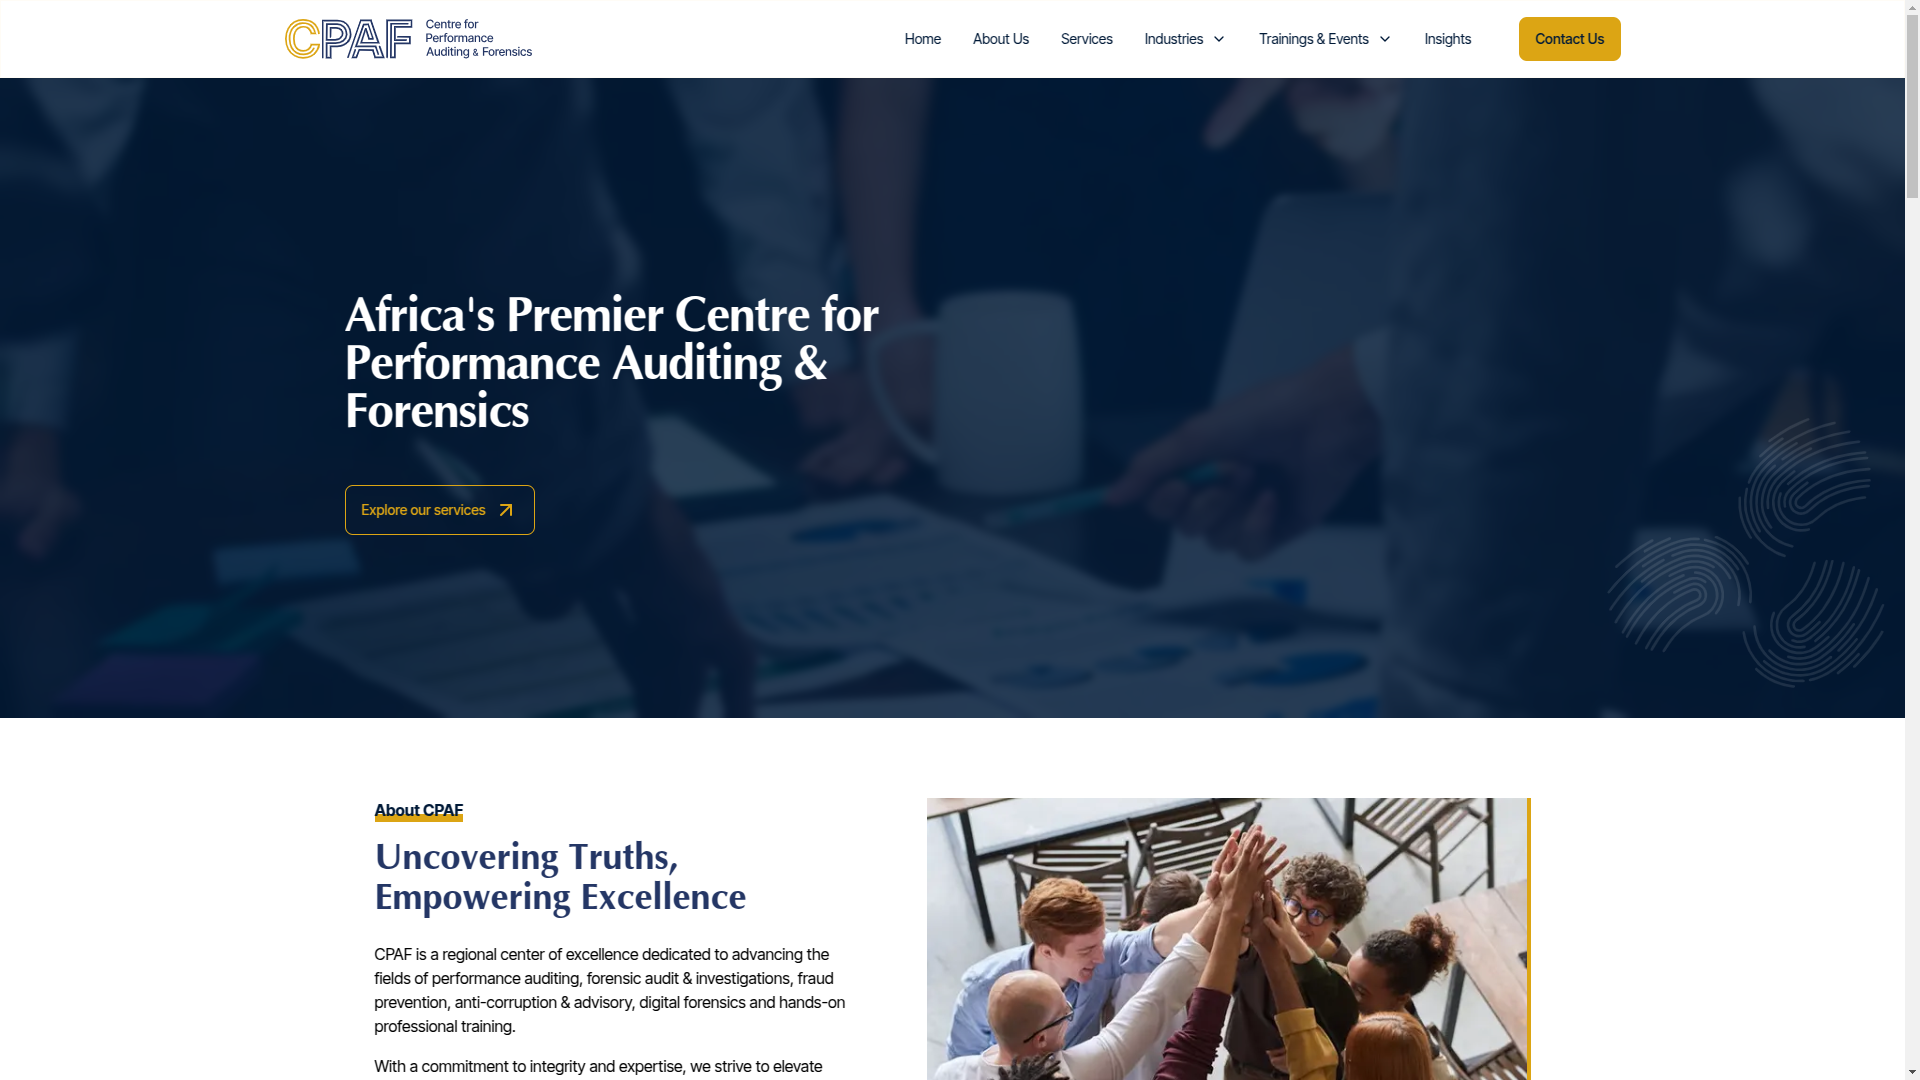 CPAF
Centre for
Performance
Auditing & Forensics
Home
About Us
Services
Industries
Trainings & Events
Insights
Contact Us
Africa's Premier Centre for
Performance Auditing &
Forensics
Explore our services
About CPAF
Uncovering Truths,
Empowering Excellence
CPAF is a regional center of excellence dedicated to advancing the
fields of performance auditing, forensic audit & investigations, fraud
prevention, anti-corruption & advisory, digital forensics and hands-on
professional training.
With a commitment to integrity and expertise, we strive to elevate